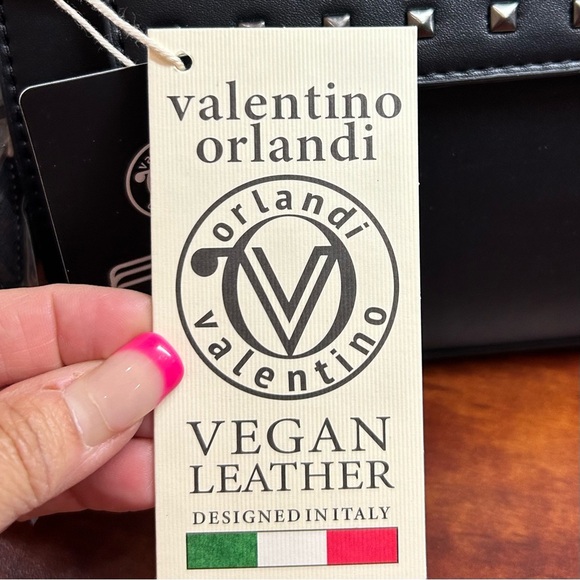 valentino
orlandi
orlandi
V
valentino
VEGAN
LEATHER
DESIGNED IN ITALY